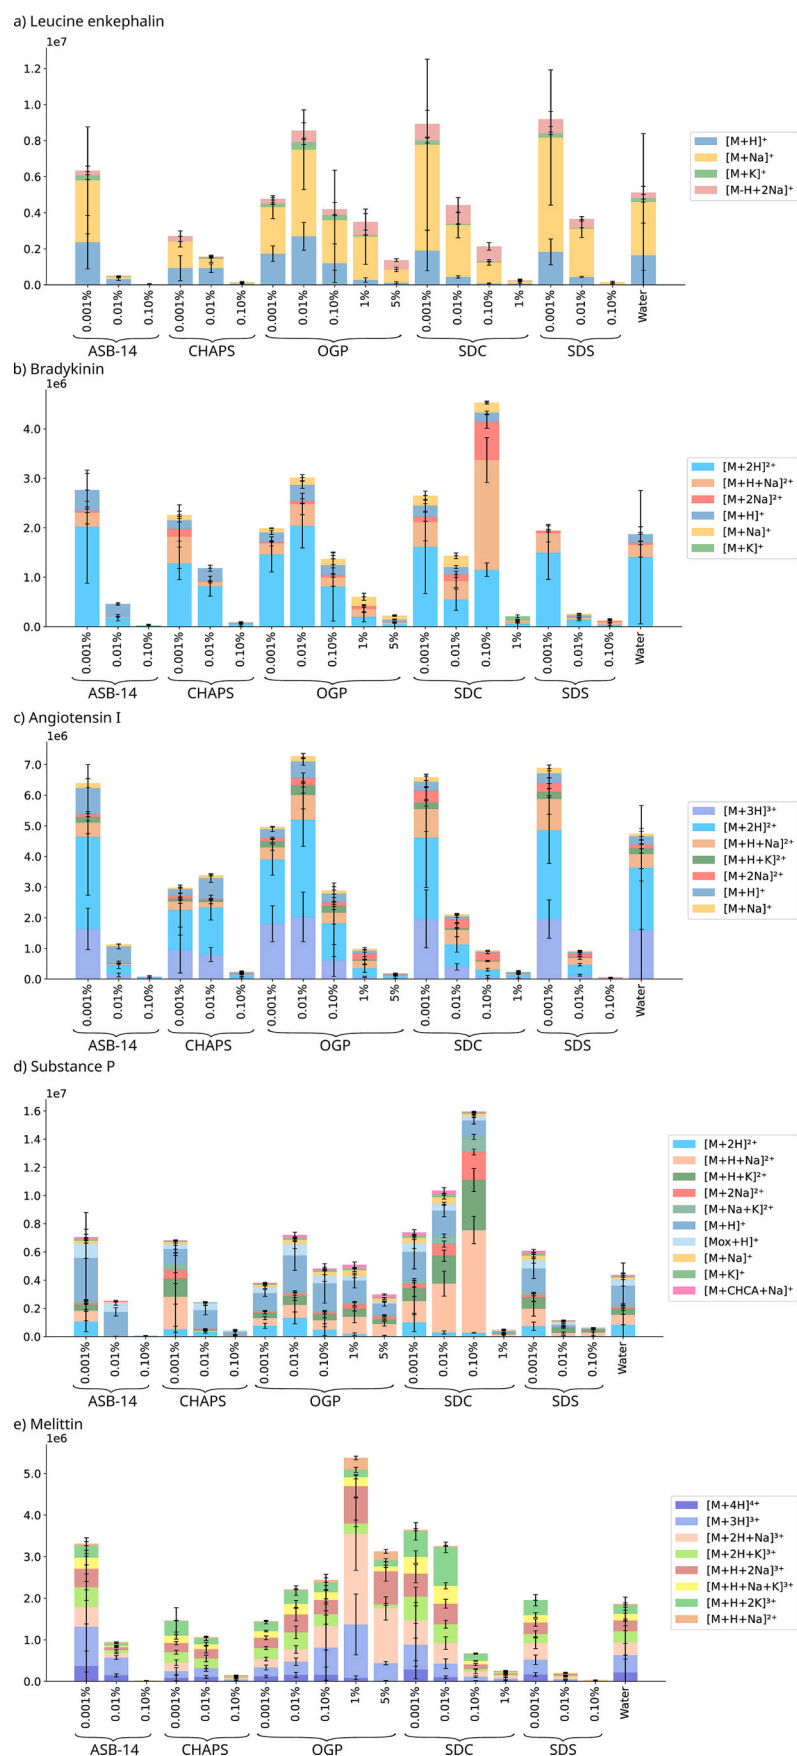 a) Leucine enkephalin
1e7
1.2
1.0
0.8
0.6
0.4
0.2
0.0
[M+H]⁺
[M+Na]⁺
[M+K]⁺
[M-H+2Na]⁺
0.001% 0.01% 0.10% 0.001% 0.01% 0.10% 0.001% 0.01% 0.10% 1% 5% 0.001% 0.01% 0.10% 1% 0.001% 0.01% 0.10% Water
ASB-14 CHAPS OGP SDC SDS
b) Bradykinin
1e6
4.0
3.0
2.0
1.0
0.0
[M+2H]²⁺
[M+H+Na]²⁺
[M+2Na]²⁺
[M+H]⁺
[M+Na]⁺
[M+K]⁺
0.001% 0.01% 0.10% 0.001% 0.01% 0.10% 0.001% 0.01% 0.10% 1% 5% 0.001% 0.01% 0.10% 1% 0.001% 0.01% 0.10% Water
ASB-14 CHAPS OGP SDC SDS
c) Angiotensin I
1e6
7.0
6.0
5.0
4.0
3.0
2.0
1.0
0.0
[M+3H]³⁺
[M+2H]²⁺
[M+H+Na]²⁺
[M+H+K]²⁺
[M+2Na]²⁺
[M+H]⁺
[M+Na]⁺
0.001% 0.01% 0.10% 0.001% 0.01% 0.10% 0.001% 0.01% 0.10% 1% 5% 0.001% 0.01% 0.10% 1% 0.001% 0.01% 0.10% Water
ASB-14 CHAPS OGP SDC SDS
d) Substance P
1e7
1.6
1.4
1.2
1.0
0.8
0.6
0.4
0.2
0.0
[M+2H]²⁺
[M+H+Na]²⁺
[M+H+K]²⁺
[M+2Na]²⁺
[M+Na+K]²⁺
[M+H]⁺
[Mox+H]⁺
[M+Na]⁺
[M+K]⁺
[M+CHCA+Na]⁺
0.001% 0.01% 0.10% 0.001% 0.01% 0.10% 0.001% 0.01% 0.10% 1% 5% 0.001% 0.01% 0.10% 1% 0.001% 0.01% 0.10% Water
ASB-14 CHAPS OGP SDC SDS
e) Melittin
1e6
5.0
4.0
3.0
2.0
1.0
0.0
[M+4H]⁴⁺
[M+3H]³⁺
[M+2H+Na]³⁺
[M+2H+K]³⁺
[M+H+2Na]³⁺
[M+H+Na+K]³⁺
[M+H+2K]³⁺
[M+H+Na]²⁺
0.001% 0.01% 0.10% 0.001% 0.01% 0.10% 0.001% 0.01% 0.10% 1% 5% 0.001% 0.01% 0.10% 1% 0.001% 0.01% 0.10% Water
ASB-14 CHAPS OGP SDC SDS